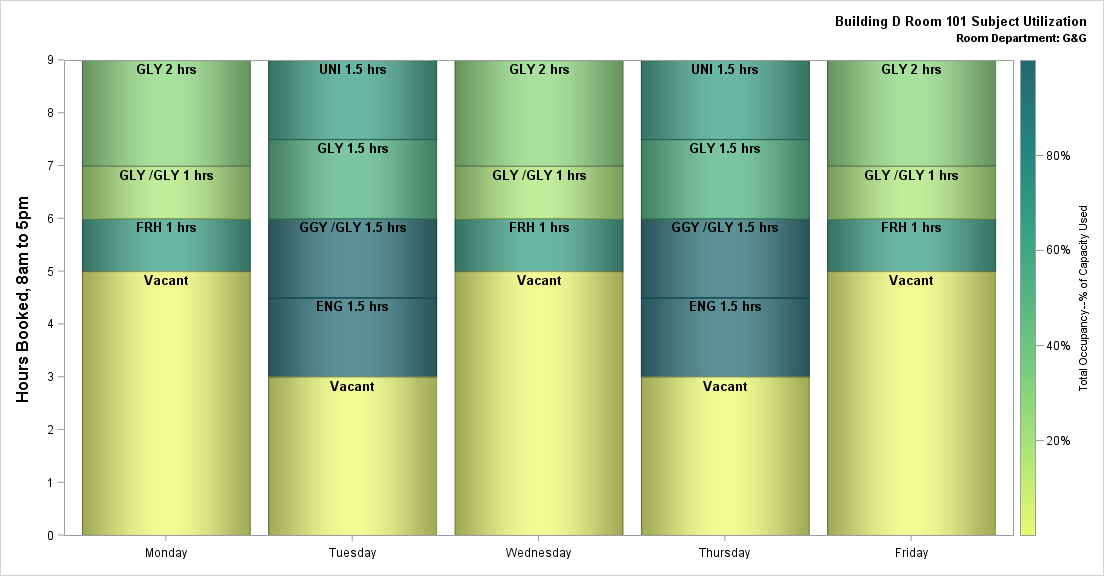 Building D Room 101 Subject Utilization
Room Department: G&G
Hours Booked, 8am to 5pm
9
8
7
6
5
4
3
2
1
0
GLY 2 hrs
GLY /GLY 1 hrs
FRH 1 hrs
Vacant
Monday
UNI 1.5 hrs
GLY 1.5 hrs
GGY /GLY 1.5 hrs
ENG 1.5 hrs
Vacant
Tuesday
GLY 2 hrs
GLY /GLY 1 hrs
FRH 1 hrs
Vacant
Wednesday
UNI 1.5 hrs
GLY 1.5 hrs
GGY /GLY 1.5 hrs
ENG 1.5 hrs
Vacant
Thursday
GLY 2 hrs
GLY /GLY 1 hrs
FRH 1 hrs
Vacant
Friday
80%
60%
40%
20%
Total Occupancy--% of Capacity Used